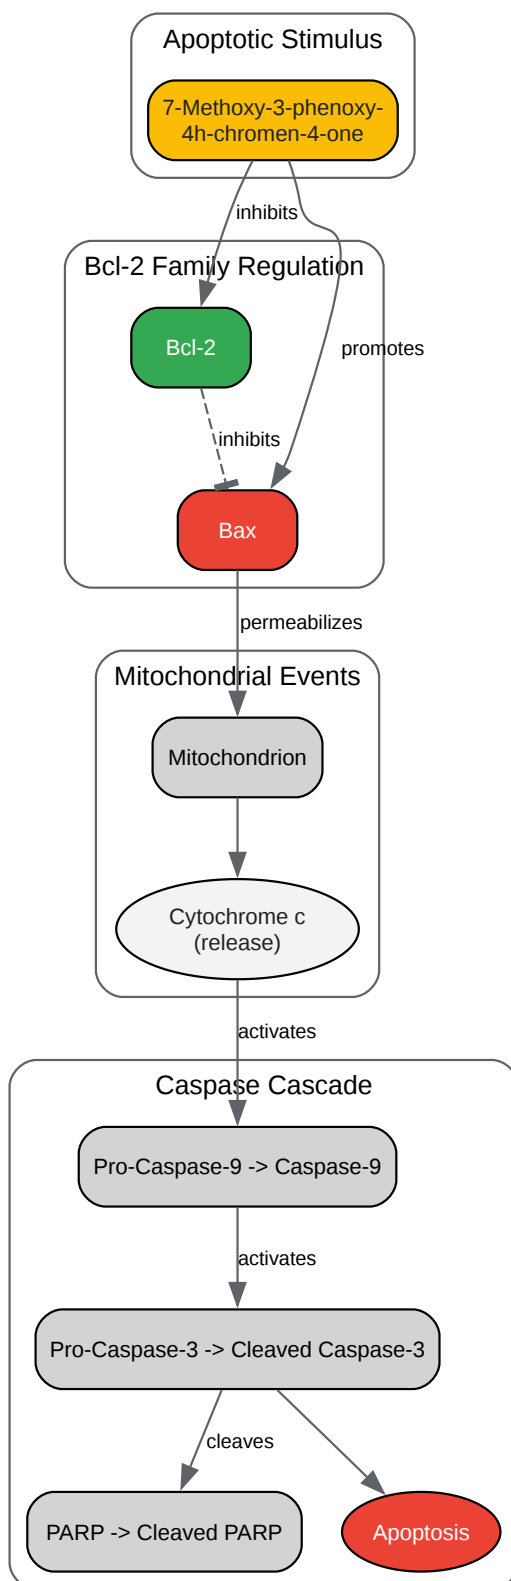 Apoptotic Stimulus
7-Methoxy-3-phenoxy-
4h-chromen-4-one
inhibits
Bcl-2 Family Regulation
Bcl-2
promotes
inhibits
Bax
permeabilizes
Mitochondrial Events
Mitochondrion
Cytochrome c
(release)
activates
Caspase Cascade
Pro-Caspase-9 -> Caspase-9
activates
Pro-Caspase-3 -> Cleaved Caspase-3
cleaves
PARP -> Cleaved PARP
Apoptosis